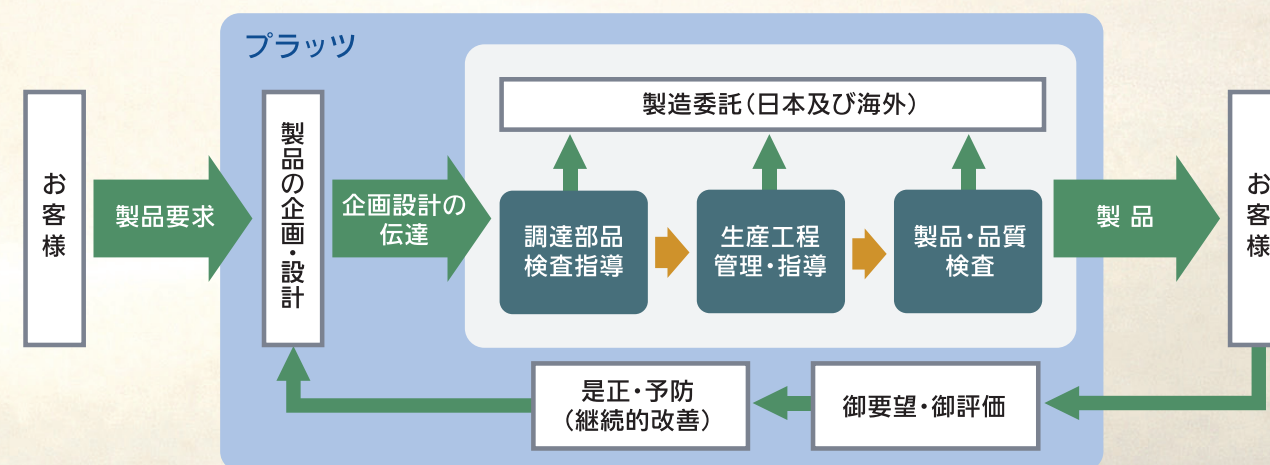 プラッツ
お客様
製品要求
製品の企画・設計
企画設計の
伝達
製造委託（日本及び海外）
調達部品
検査指導
生産工程
管理・指導
製品・品質
検査
製 品
お客様
御要望・御評価
是正・予防
（継続的改善）